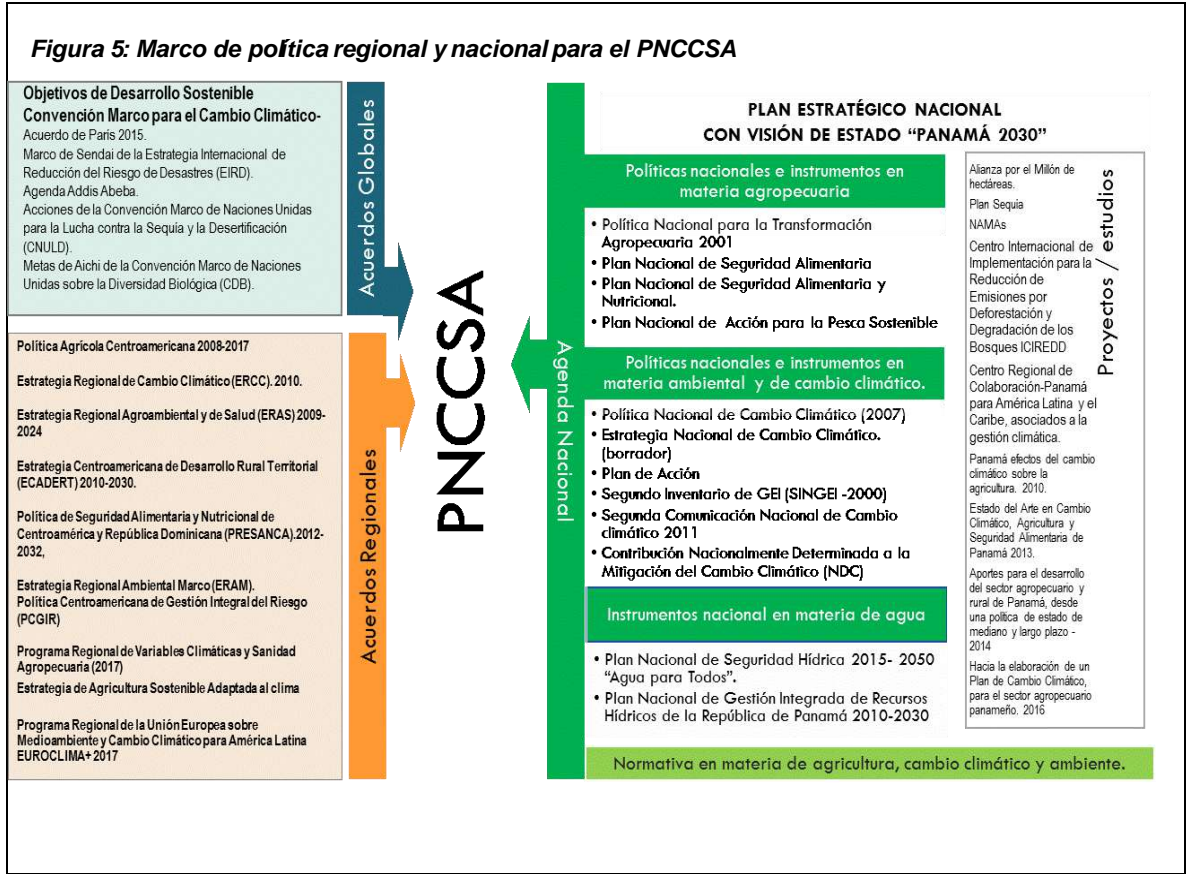 Figura 5: Marco de política regional y nacional para el PNCCSA
Objetivos de Desarrollo Sostenible
Convención Marco para el Cambio Climático-
Acuerdo de Paris 2015.
Marco de Sendai de la Estrategia Internacional de
Reducción del Riesgo de Desastres (EIRD).
Agenda Addis Abeba.
Acciones de la Convención Marco de Naciones Unidas
para la Lucha contra la Sequía y la Desertificación
(CNULD).
Metas de Aichi de la Convención Marco de Naciones
Unidas sobre la Diversidad Biológica (CDB).
Acuerdos Globales
Política Agrícola Centroamericana 2008-2017
Estrategia Regional de Cambio Climático (ERCC). 2010.
Estrategia Regional Agroambiental y de Salud (ERAS) 2009-
2024
Estrategia Centroamericana de Desarrollo Rural Territorial
(ECADERT) 2010-2030.
Política de Seguridad Alimentaria y Nutricional de
Centroamérica y República Dominicana (PRESANCA).2012-
2032,
Estrategia Regional Ambiental Marco (ERAM).
Política Centroamericana de Gestión Integral del Riesgo
(PCGIR)
Programa Regional de Variables Climáticas y Sanidad
Agropecuaria (2017)
Estrategia de Agricultura Sostenible Adaptada al clima
Programa Regional de la Unión Europea sobre
Medioambiente y Cambio Climático para América Latina
EUROCLIMA+ 2017
Acuerdos Regionales
PNCCSA
Agenda Nacional
PLAN ESTRATÉGICO NACIONAL
CON VISIÓN DE ESTADO “PANAMÁ 2030”
Políticas nacionales e instrumentos en
materia agropecuaria
• Política Nacional para la Transformación
Agropecuaria 2001
• Plan Nacional de Seguridad Alimentaria
• Plan Nacional de Seguridad Alimentaria y
Nutricional.
• Plan Nacional de Acción para la Pesca Sostenible
Políticas nacionales e instrumentos en
materia ambiental y de cambio climático.
• Política Nacional de Cambio Climático (2007)
• Estrategia Nacional de Cambio Climático.
(borrador)
• Plan de Acción
• Segundo Inventario de GEI (SINGEI -2000)
• Segunda Comunicación Nacional de Cambio
climático 2011
• Contribución Nacionalmente Determinada a la
Mitigación del Cambio Climático (NDC)
Instrumentos nacional en materia de agua
• Plan Nacional de Seguridad Hídrica 2015- 2050
“Agua para Todos”.
• Plan Nacional de Gestión Integrada de Recursos
Hídricos de la República de Panamá 2010-2030
Alianza por el Millón de
hectáreas.
Plan Sequia
NAMAs
Centro Internacional de
Implementación para la
Reducción de
Emisiones por
Deforestación y
Degradación de los
Bosques ICIREDD
Centro Regional de
Colaboración-Panamá
para América Latina y el
Caribe, asociados a la
gestión climática.
Panamá efectos del cambio
climático sobre la
agricultura. 2010.
Estado del Arte en Cambio
Climático, Agricultura y
Seguridad Alimentaria de
Panamá 2013.
Aportes para el desarrollo
del sector agropecuario y
rural de Panamá, desde
una política de estado de
mediano y largo plazo -
2014
Hacia la elaboración de un
Plan de Cambio Climático,
para el sector agropecuario
panameño. 2016
Proyectos / estudios
Normativa en materia de agricultura, cambio climático y ambiente.